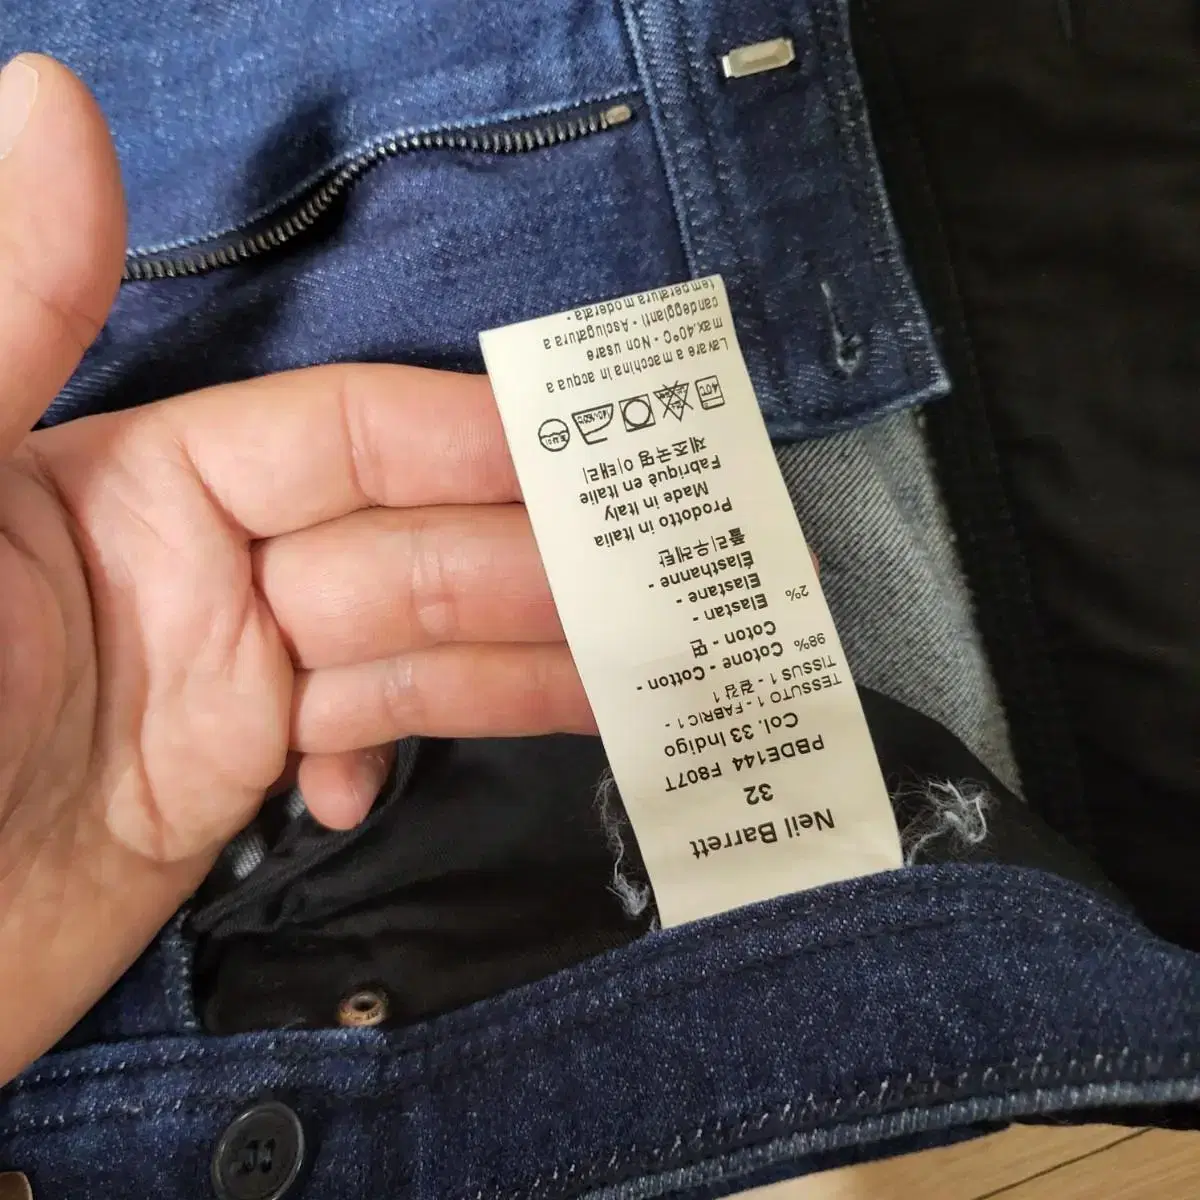 Neil Barrett
32
PBDE144 F807T
Col. 33 Indigo
TESSUTO 1 - FABRIC 1 -
TISSUS 1 - 겉감 1
98% Cotone - Cotton -
Coton - 면
2% Elastan -
Elastane -
Élasthanne -
폴리우레탄
Prodotto in Italia
Made in Italy
Fabriqué en Italie
제조국명 이태리
40°C
Lavare a macchina in acqua a
max.40°C - Non usare
candeggianti - Asciugatura a
temperatura moderata -